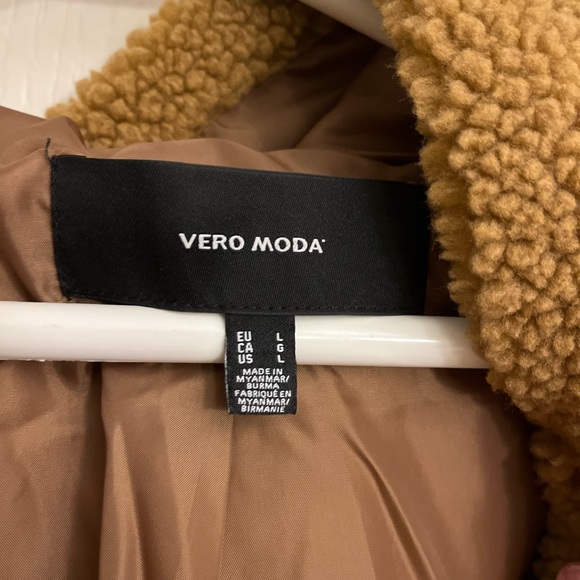 VERO MODA
EU L
CA G
US L
MADE IN
MYANMAR/
BURMA
FABRIQUÉ EN
MYANMAR/
BIRMANIE